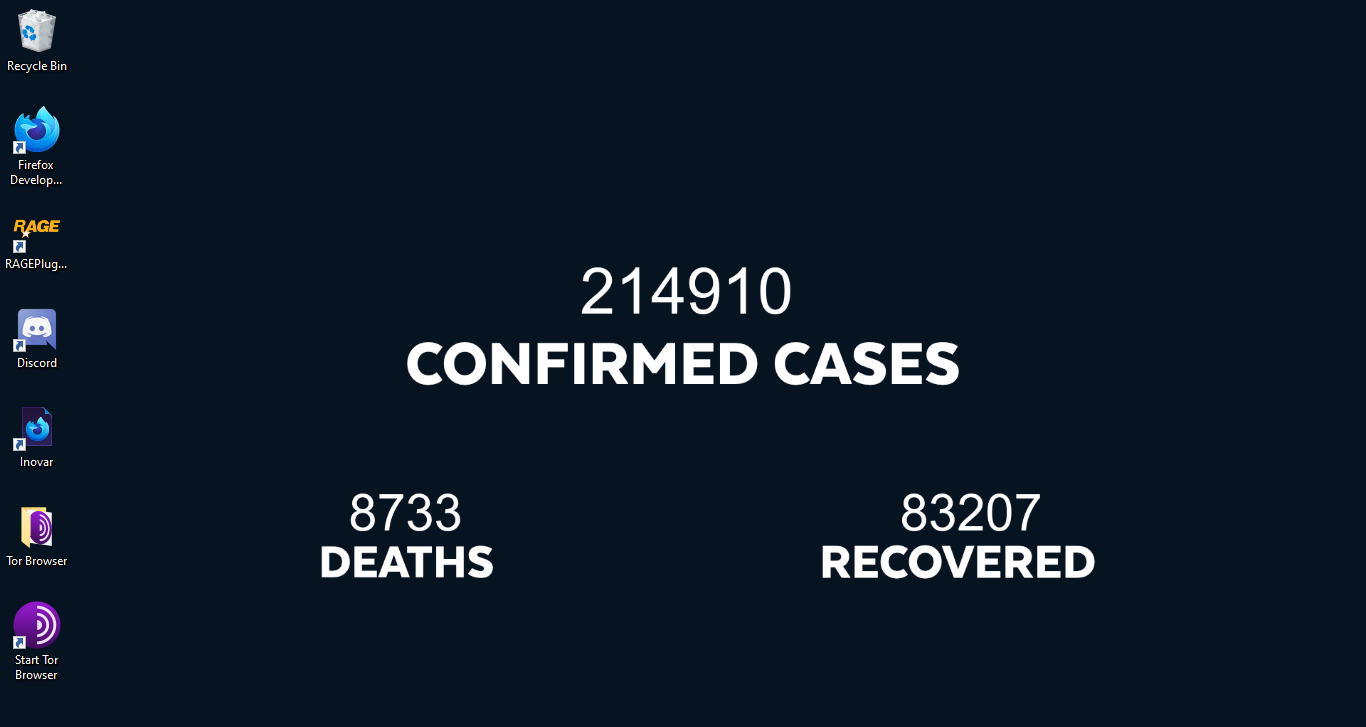 Recycle Bin
Firefox
Develop...
RAGE
RAGEPlug...
Discord
Inovar
Tor Browser
Start Tor
Browser
214910
CONFIRMED CASES
8733
DEATHS
83207
RECOVERED